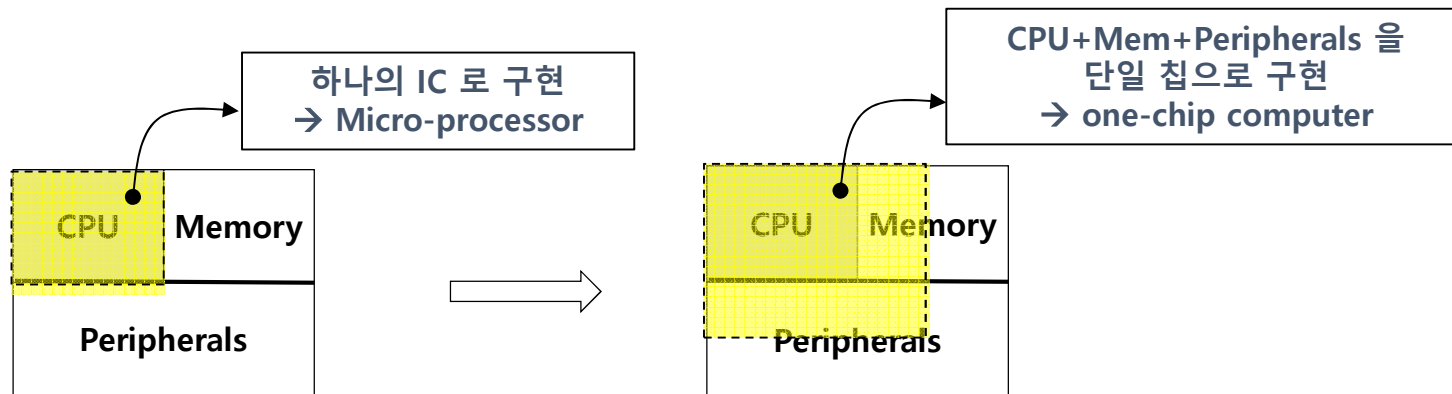 하나의 IC 로 구현
→ Micro-processor
CPU+Mem+Peripherals 을
단일 칩으로 구현
→ one-chip computer
CPU
Memory
Peripherals
CPU
Memory
Peripherals